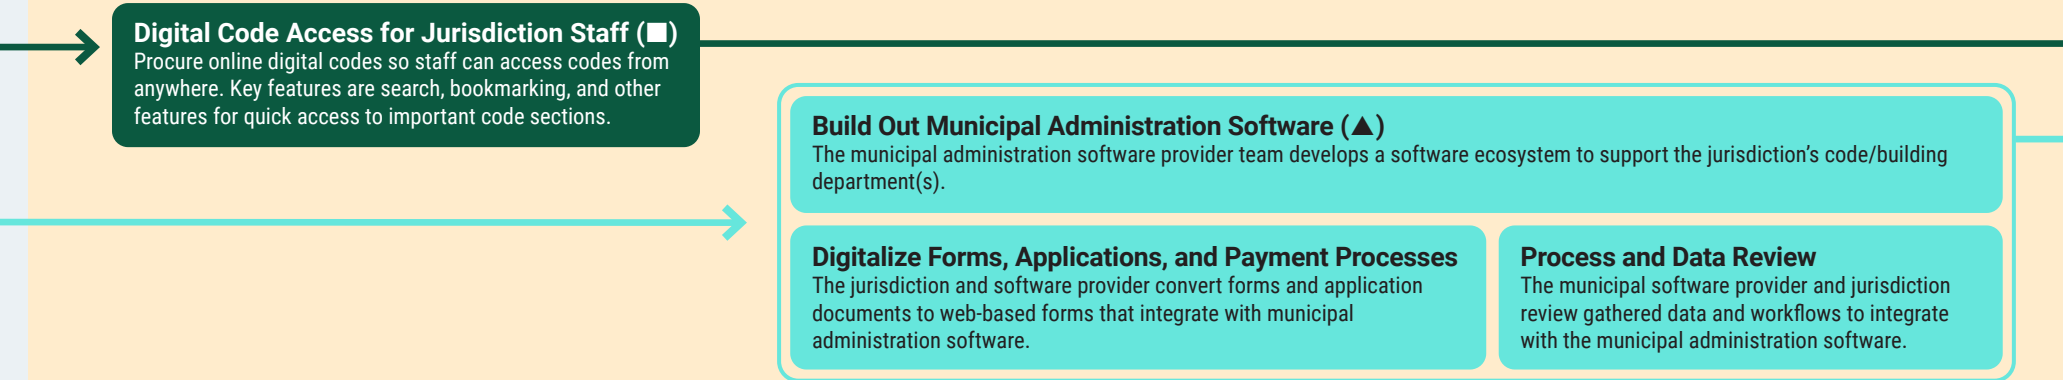 Digital Code Access for Jurisdiction Staff (■)
Procure online digital codes so staff can access codes from
anywhere. Key features are search, bookmarking, and other
features for quick access to important code sections.
Build Out Municipal Administration Software (▲)
The municipal administration software provider team develops a software ecosystem to support the jurisdiction’s code/building
department(s).
Digitalize Forms, Applications, and Payment Processes
The jurisdiction and software provider convert forms and application
documents to web-based forms that integrate with municipal
administration software.
Process and Data Review
The municipal software provider and jurisdiction
review gathered data and workflows to integrate
with the municipal administration software.